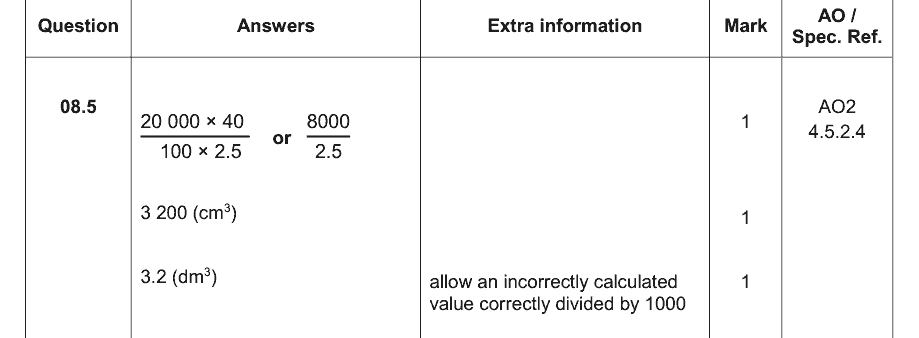 Question Answers Extra information Mark AO / Spec. Ref.
08.5
20 000 × 40 / 100 × 2.5 or 8000 / 2.5
1
AO2
4.5.2.4
3 200 (cm³)
1
3.2 (dm³)
allow an incorrectly calculated
value correctly divided by 1000
1